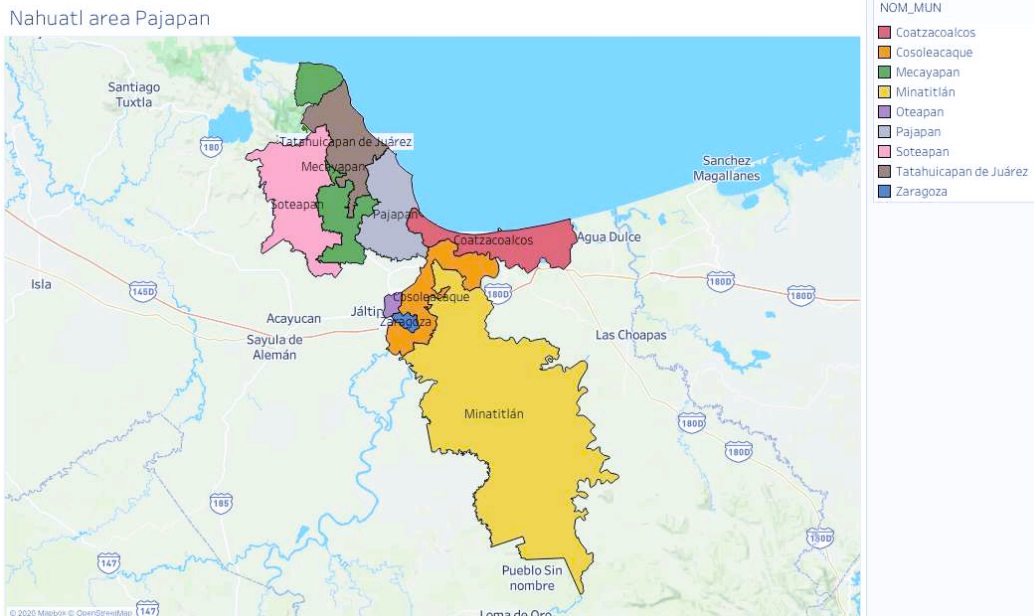 Nahuatl area Pajapan
NOM_MUN
Coatzacoalcos
Cosoleacaque
Mecayapan
Minatitlán
Oteapan
Pajapan
Soteapan
Tatahuicapan de Juárez
Zaragoza
Santiago
Tuxtla
180
Tatahuicapan de Juárez
Mecayapan
Sanchez
Magallanes
Soteapan
Pajapan
Coatzacoalcos
Agua Dulce
Isla
145D
180D
180D
180D
Cosoleacaque
Jáltip
Acayucan
Zaragoza
Sayula de
Alemán
Las Choapas
Minatitlán
180D
180D
185
180D
147
Pueblo Sin
nombre
© 2020 Mapbox © OpenStreetMap
147
Loma de Oro